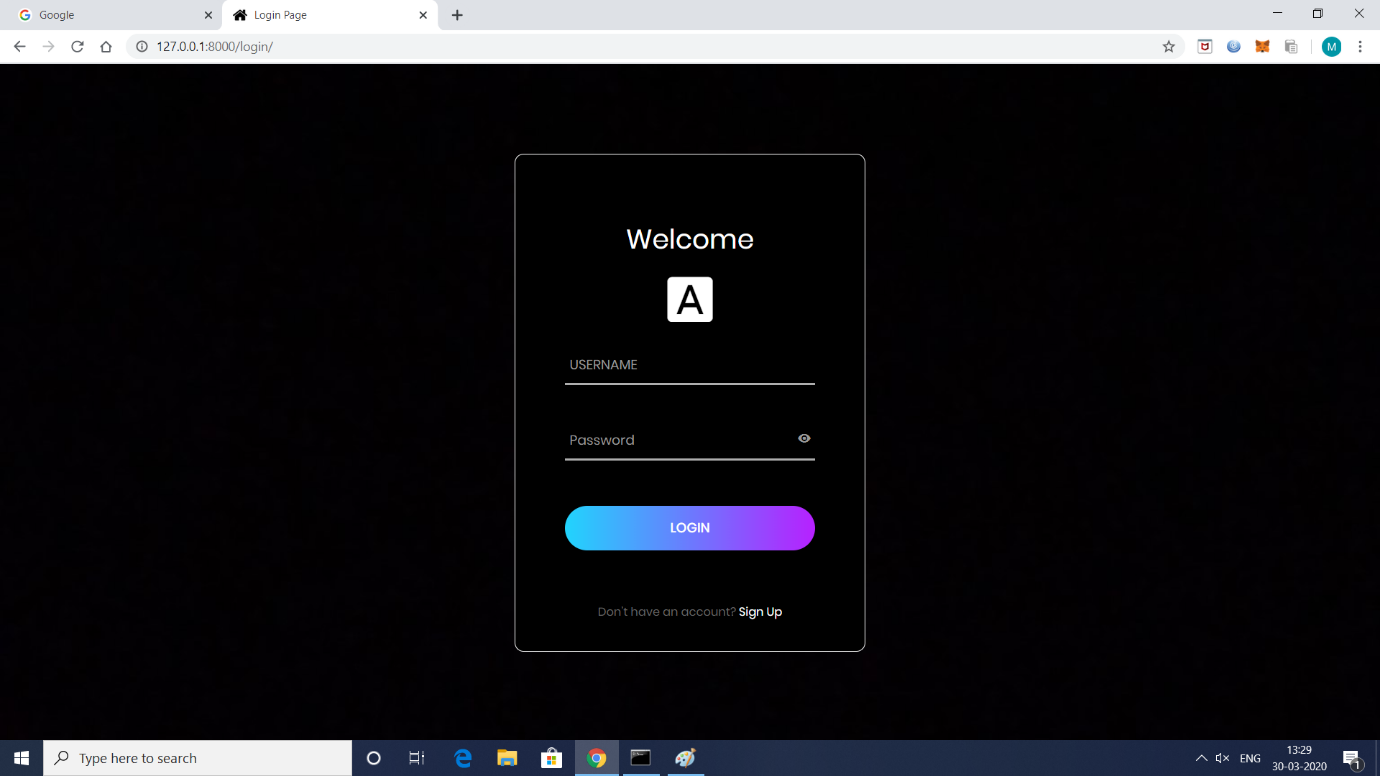 Google
Login Page
127.0.0.1:8000/login/
M
Welcome
A
USERNAME
Password
LOGIN
Don't have an account? Sign Up
Type here to search
ENG
13:29
30-03-2020
1